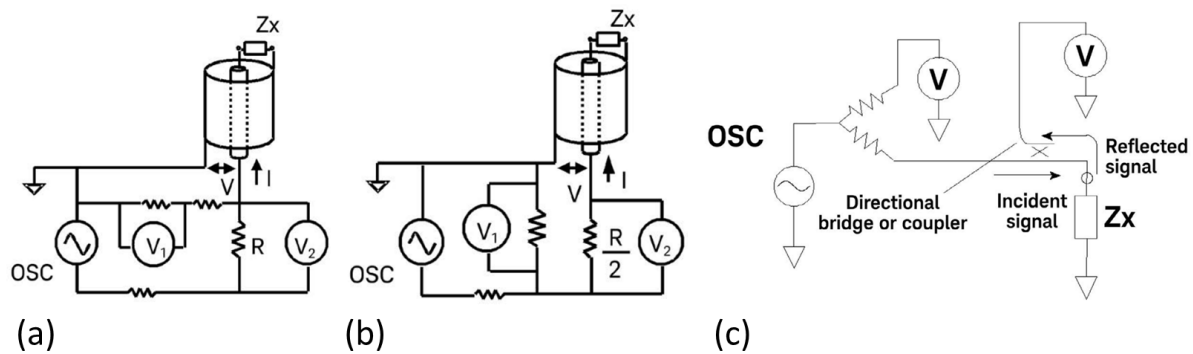 Zx
V
I
V1
R
V2
OSC
(a)
Zx
V
I
V1
R
2
V2
OSC
(b)
V
V
OSC
Reflected
signal
Directional
bridge or coupler
Incident
signal
Zx
(c)